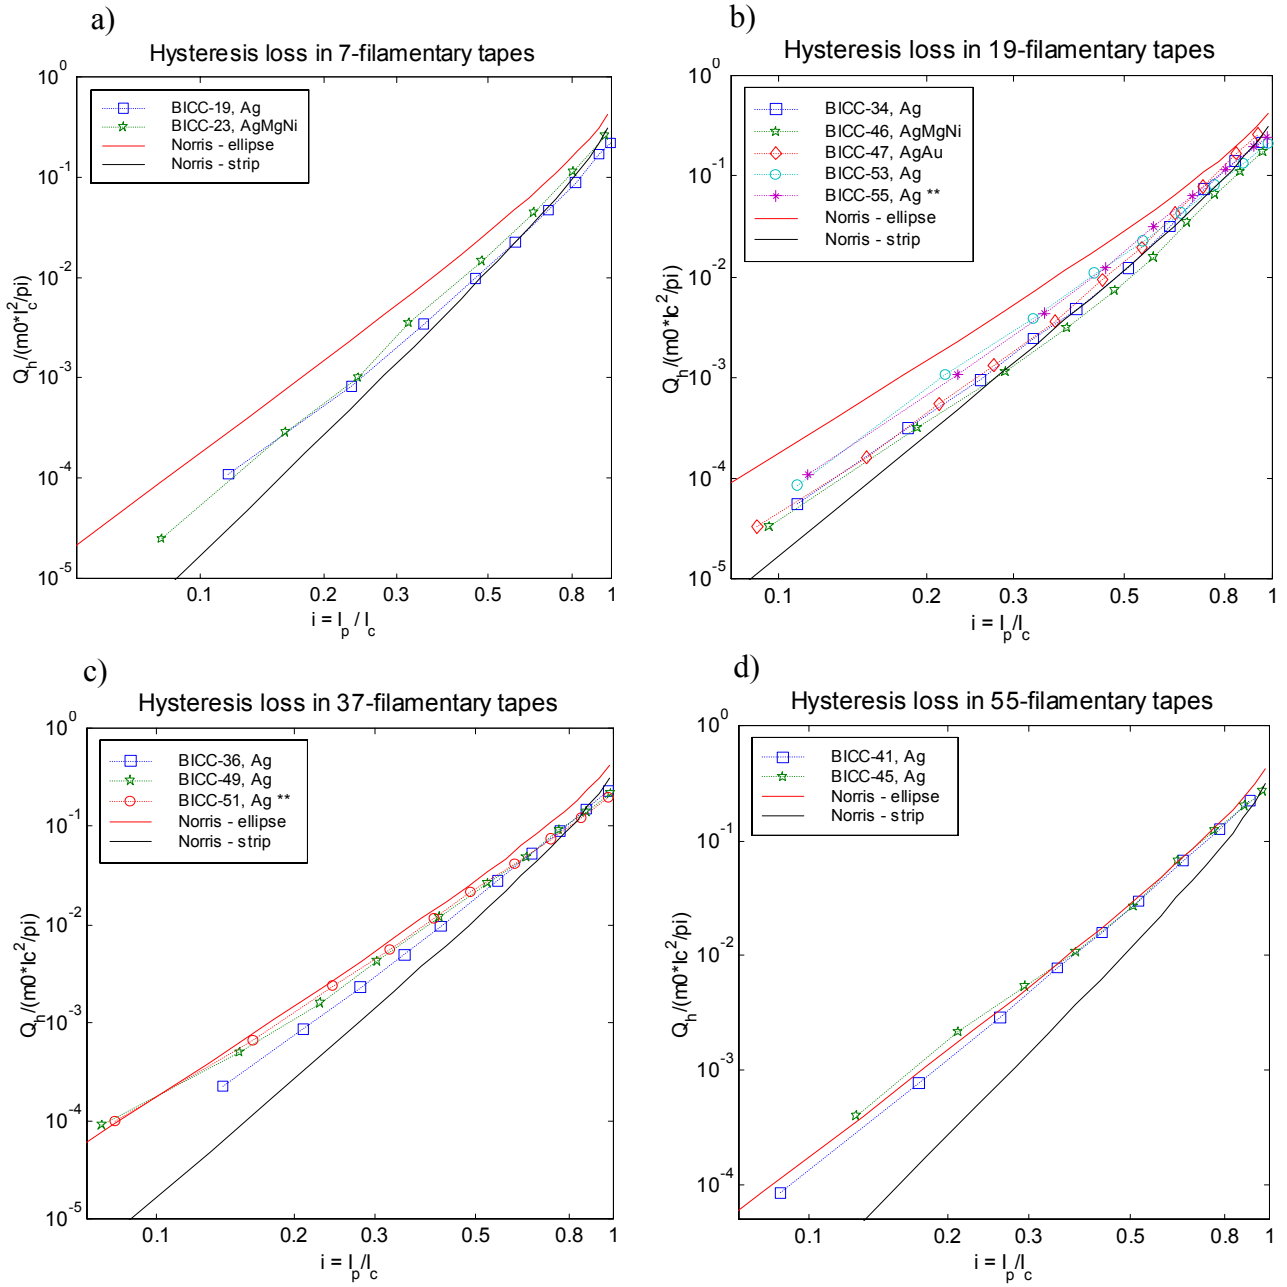 a)
Hysteresis loss in 7-filamentary tapes
10^0
10^-1
10^-2
10^-3
10^-4
10^-5
Q_h/(m0*I_c^2/pi)
BICC-19, Ag
BICC-23, AgMgNi
Norris - ellipse
Norris - strip
0.1 0.2 0.3 0.5 0.8 1
i = I_p / I_c
b)
Hysteresis loss in 19-filamentary tapes
10^0
10^-1
10^-2
10^-3
10^-4
10^-5
Q_h/(m0*Ic^2/pi)
BICC-34, Ag
BICC-46, AgMgNi
BICC-47, AgAu
BICC-53, Ag
BICC-55, Ag **
Norris - ellipse
Norris - strip
0.1 0.2 0.3 0.5 0.8 1
i = I_p/I_c
c)
Hysteresis loss in 37-filamentary tapes
10^0
10^-1
10^-2
10^-3
10^-4
10^-5
Q_h/(m0*Ic^2/pi)
BICC-36, Ag
BICC-49, Ag
BICC-51, Ag **
Norris - ellipse
Norris - strip
0.1 0.2 0.3 0.5 0.8 1
i = I_p/I_c
d)
Hysteresis loss in 55-filamentary tapes
10^0
10^-1
10^-2
10^-3
10^-4
Q_h/(m0*Ic^2/pi)
BICC-41, Ag
BICC-45, Ag
Norris - ellipse
Norris - strip
0.1 0.2 0.3 0.5 0.8 1
i = I_p/I_c